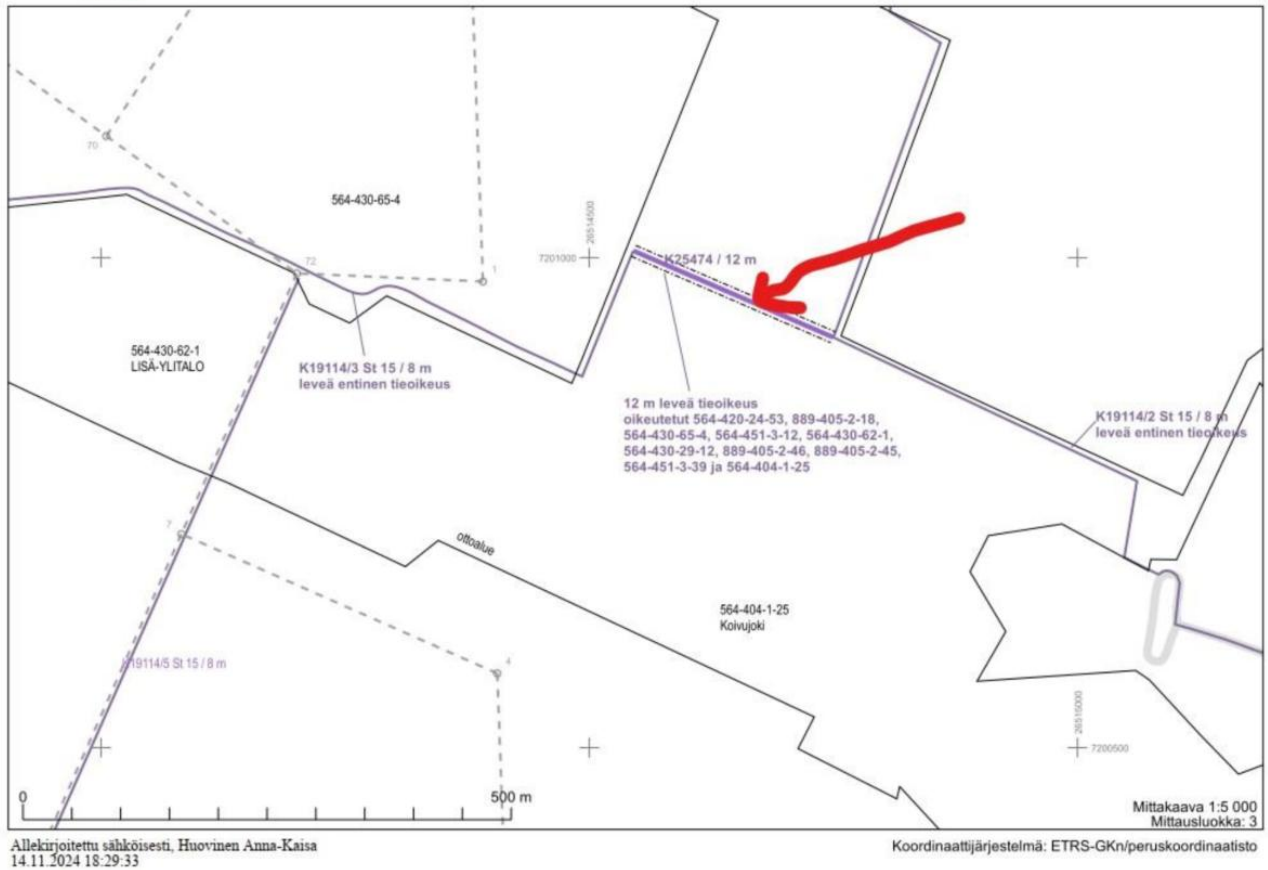 70
564-430-65-4
26514500
7201000
K25474 / 12 m
72
1
564-430-62-1
LISÄ-YLITALO
K19114/3 St 15 / 8 m
leveä entinen tieoikeus
12 m leveä tieoikeus
oikeutetut 564-420-24-53, 889-405-2-18,
564-430-65-4, 564-451-3-12, 564-430-62-1,
564-430-29-12, 889-405-2-46, 889-405-2-45,
564-451-3-39 ja 564-404-1-25
K19114/2 St 15 / 8 m
leveä entinen tieoikeus
7
ottoalue
564-404-1-25
Koivujoki
K19114/5 St 15 / 8 m
4
26515000
7200500
0
500 m
Mittakaava 1:5 000
Mittausluokka: 3
Allekirjoitettu sähköisesti, Huovinen Anna-Kaisa
14.11.2024 18:29:33
Koordinaattijärjestelmä: ETRS-GKn/peruskoordinaatisto